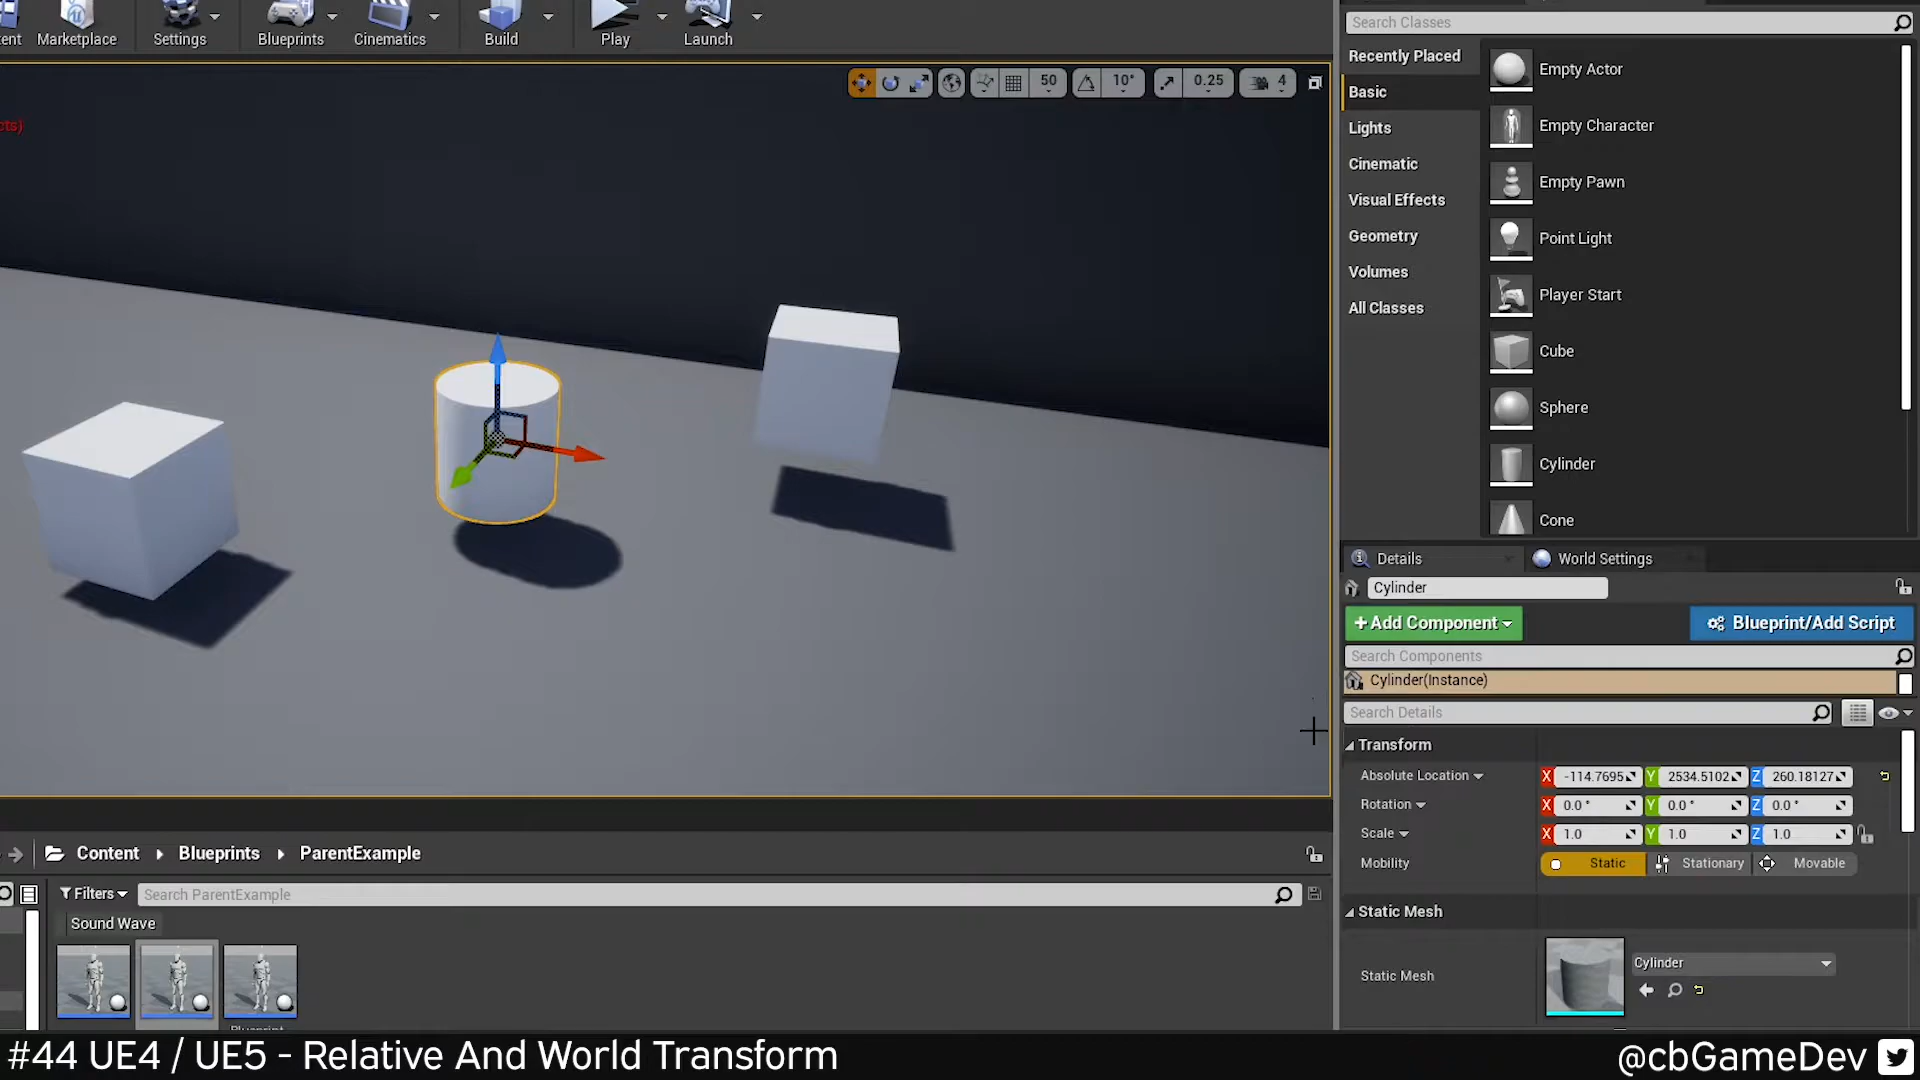 ent
Marketplace
Settings
Blueprints
Cinematics
Build
Play
Launch
cts)
50
10°
0.25
4
Search Classes
Recently Placed
Basic
Lights
Cinematic
Visual Effects
Geometry
Volumes
All Classes
Empty Actor
Empty Character
Empty Pawn
Point Light
Player Start
Cube
Sphere
Cylinder
Cone
Details
World Settings
Cylinder
+Add Component
Blueprint/Add Script
Search Components
Cylinder(Instance)
Search Details
Transform
Absolute Location X -114.7695 Y 2534.5102 Z 260.18127
Rotation X 0.0 ° Y 0.0 ° Z 0.0 °
Scale X 1.0 Y 1.0 Z 1.0
Mobility Static Stationary Movable
Static Mesh
Static Mesh Cylinder
Content Blueprints ParentExample
Filters Search ParentExample
Sound Wave
#44 UE4 / UE5 - Relative And World Transform
@cbGameDev